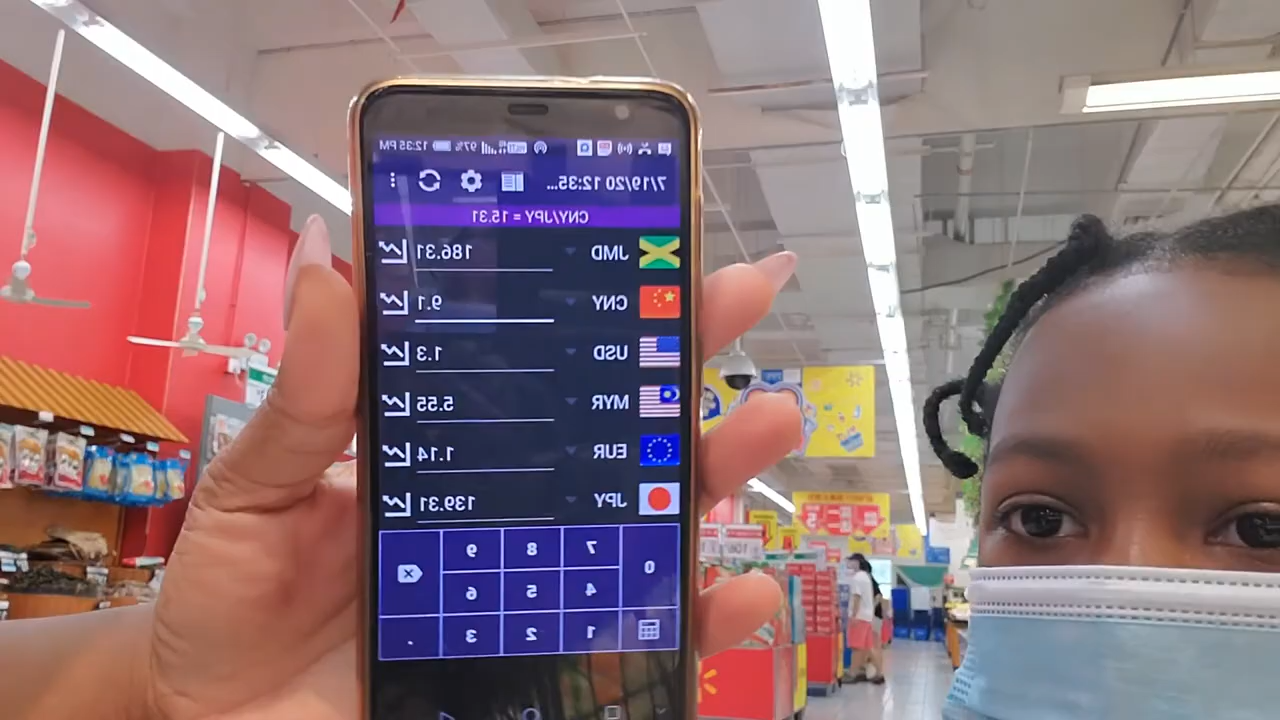 97% 12:35 PM
7/19/20 12:35...
CNY/JPY = 15.31
JMD 186.31
CNY 9.1
USD 1.3
MYR 5.55
EUR 1.14
JPY 139.31
0 7 8 9
4 5 6
1 2 3 .